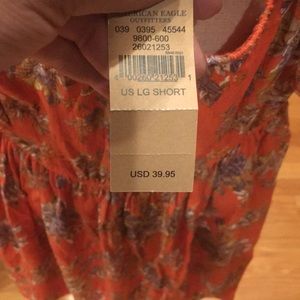 AMERICAN EAGLE
OUTFITTERS
039 0395 45544
9800-600
26021253
US LG SHORT
USD 39.95